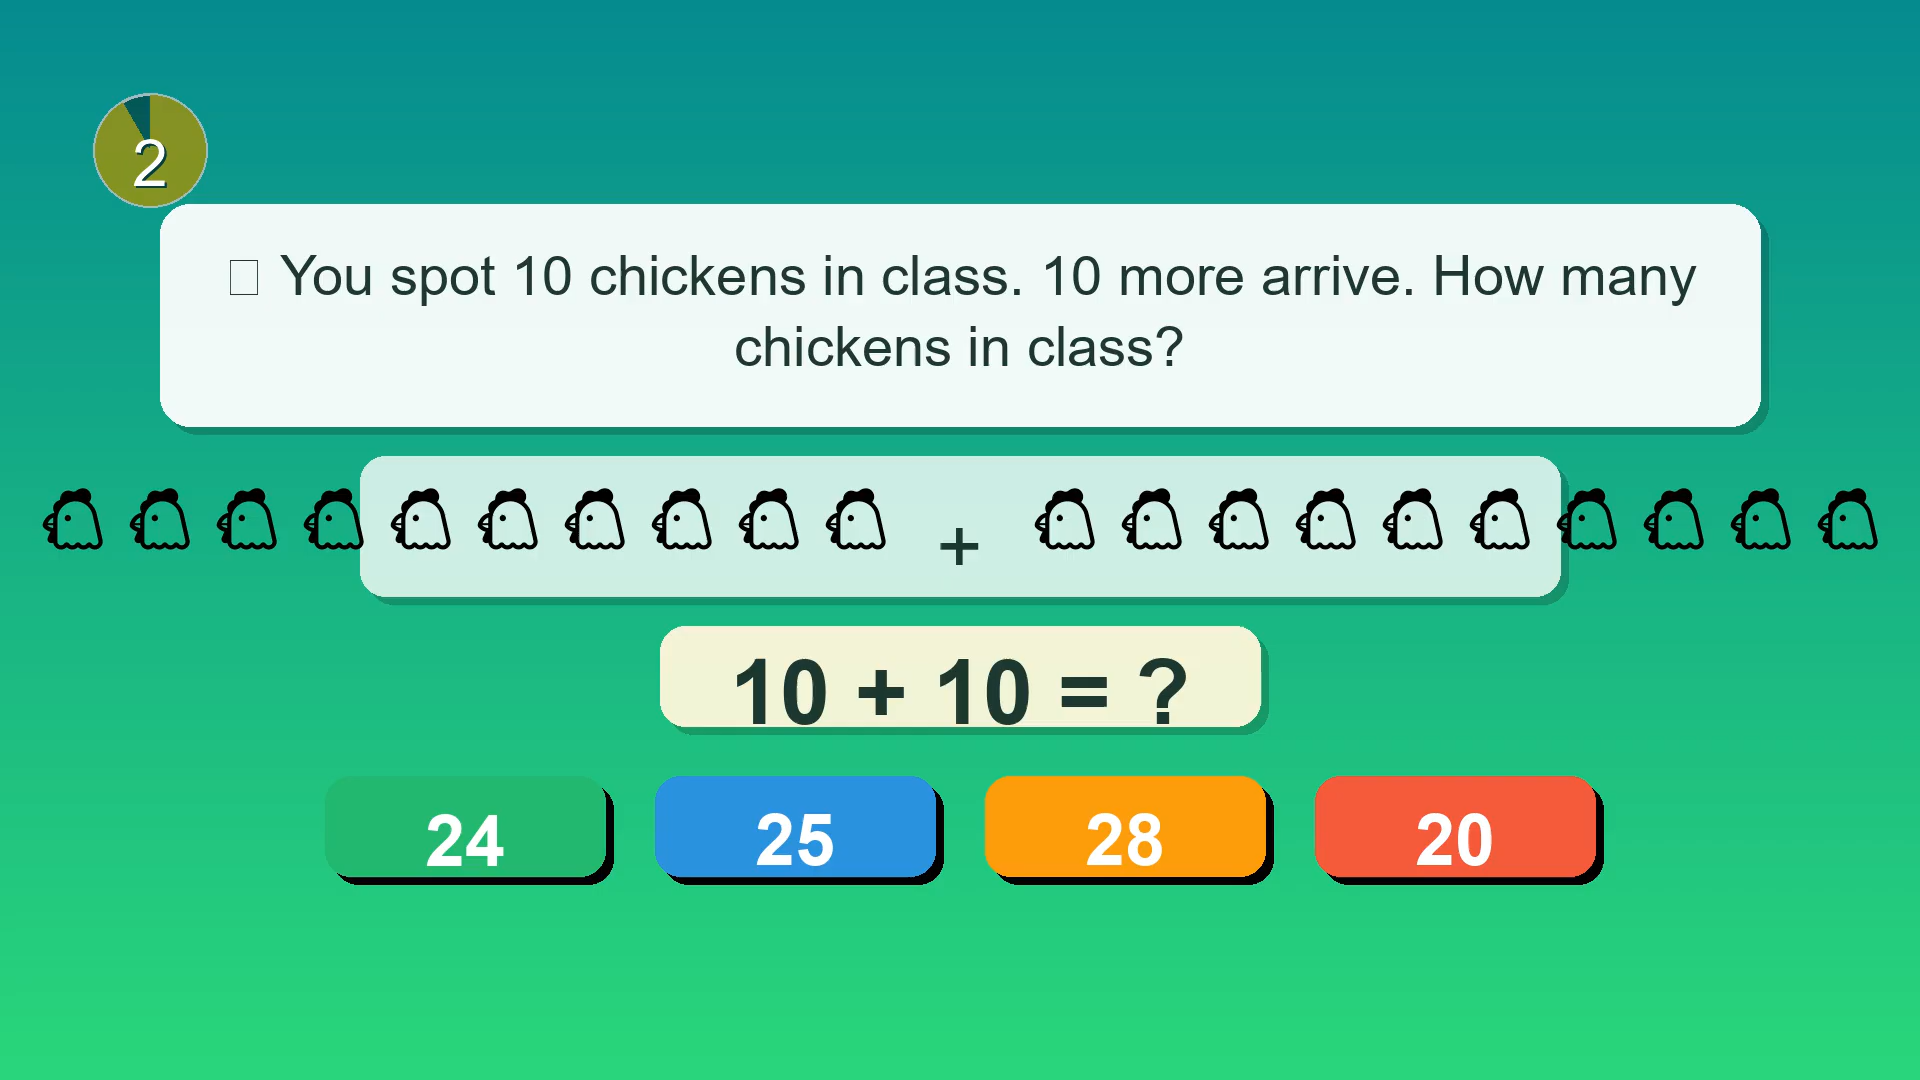 2
You spot 10 chickens in class. 10 more arrive. How many
chickens in class?
+
10 + 10 = ?
24
25
28
20